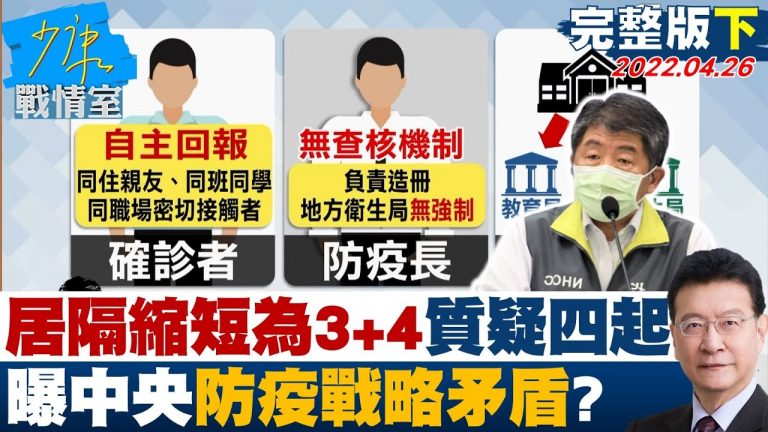 少康
戰情室
完整版下
2022.04.26
自主回報
同住親友、同班同學
同職場密切接觸者
確診者
無查核機制
負責造冊
地方衛生局無強制
防疫長
教育局
NHCC
居隔縮短為3+4質疑四起
曝中央防疫戰略矛盾?